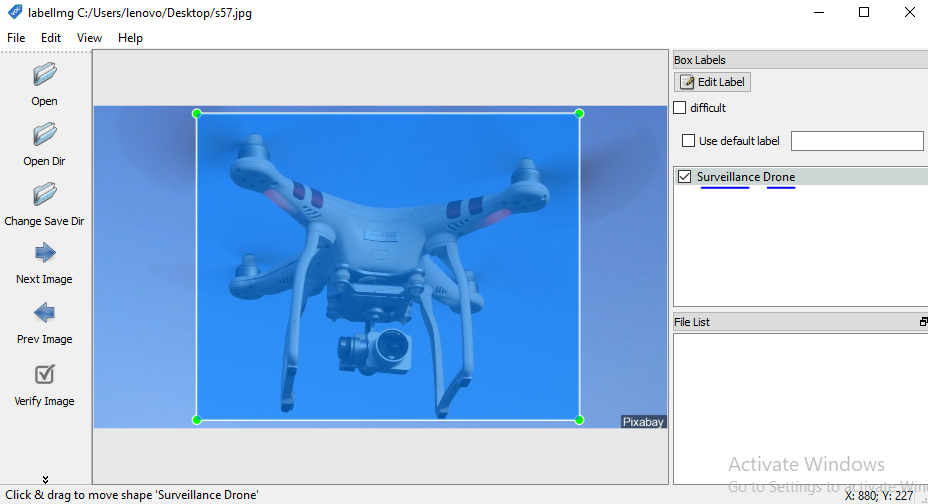 labelImg C:/Users/lenovo/Desktop/s57.jpg
File Edit View Help
Open
Open Dir
Change Save Dir
Next Image
Prev Image
Verify Image
Pixabay
Box Labels
Edit Label
difficult
Use default label
Surveillance Drone
File List
Activate Windows
Go to Settings to activate Win
Click & drag to move shape 'Surveillance Drone'
X: 880; Y: 227